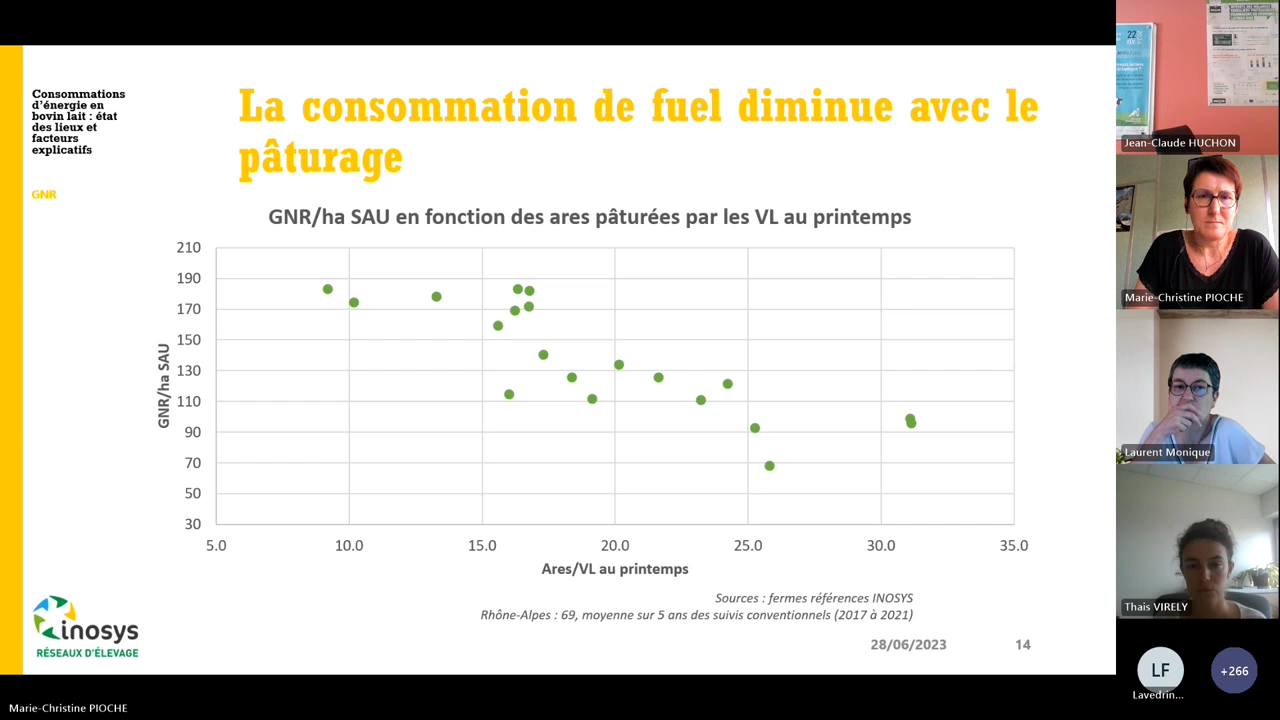 Consommations
d'énergie en
bovin lait : état
des lieux et
facteurs
explicatifs
GNR
La consommation de fuel diminue avec le
pâturage
GNR/ha SAU en fonction des ares pâturées par les VL au printemps
210
190
170
150
130
110
90
70
50
30
GNR/ha SAU
5.0 10.0 15.0 20.0 25.0 30.0 35.0
Ares/VL au printemps
Sources : fermes références INOSYS
Rhône-Alpes : 69, moyenne sur 5 ans des suivis conventionnels (2017 à 2021)
28/06/2023 14
inosys
RÉSEAUX D'ÉLEVAGE
Marie-Christine PIOCHE
22
Jean-Claude HUCHON
Marie-Christine PIOCHE
Laurent Monique
Thais VIRELY
LF
Lavedrin...
+266